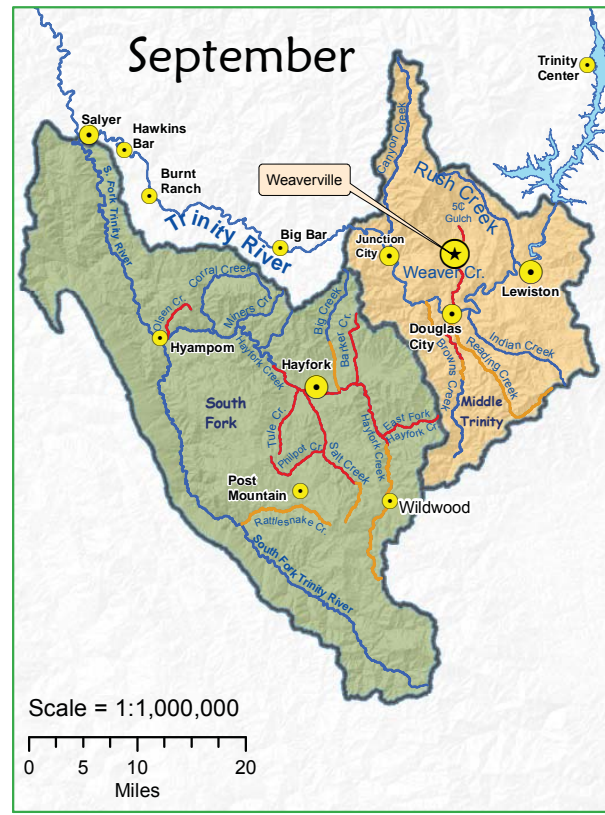 September
Trinity
Center
Salyer
Hawkins
Bar
Burnt
Ranch
Canyon Creek
Rush Creek
5C
Gulch
Weaverville
S. Fork Trinity River
Trinity River
Big Bar
Junction
City
Weaver Cr.
Lewiston
Corral Creek
Miners Cr.
Olsen Cr.
Big Creek
Barker Cr.
Douglas
City
Indian Creek
Reading Creek
Browns Creek
Hyampom
Hayfork Creek
Hayfork
South
Fork
Middle
Trinity
East Fork
Hayfork Cr.
Hayfork Creek
Tule Cr.
Philpot Cr.
Salt Creek
Post
Mountain
Wildwood
Rattlesnake Cr.
South Fork Trinity River
Scale = 1:1,000,000
0 5 10 20
Miles